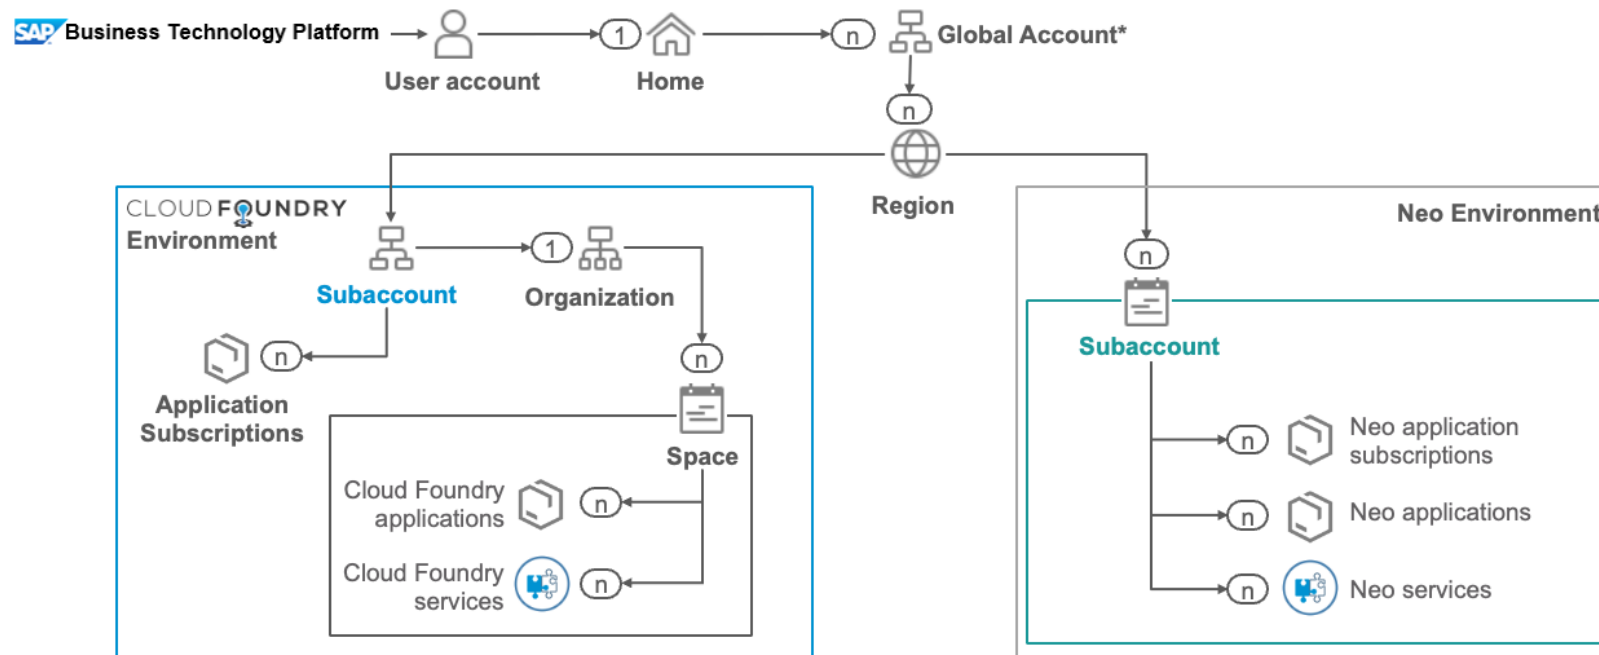 SAP Business Technology Platform
1
n
Global Account*
User account
Home
n
Region
CLOUD FOUNDRY
Environment
1
Subaccount
Organization
n
Application
Subscriptions
n
Space
Cloud Foundry
applications
n
Cloud Foundry
services
n
Neo Environment
n
Subaccount
n
Neo application
subscriptions
n
Neo applications
n
Neo services